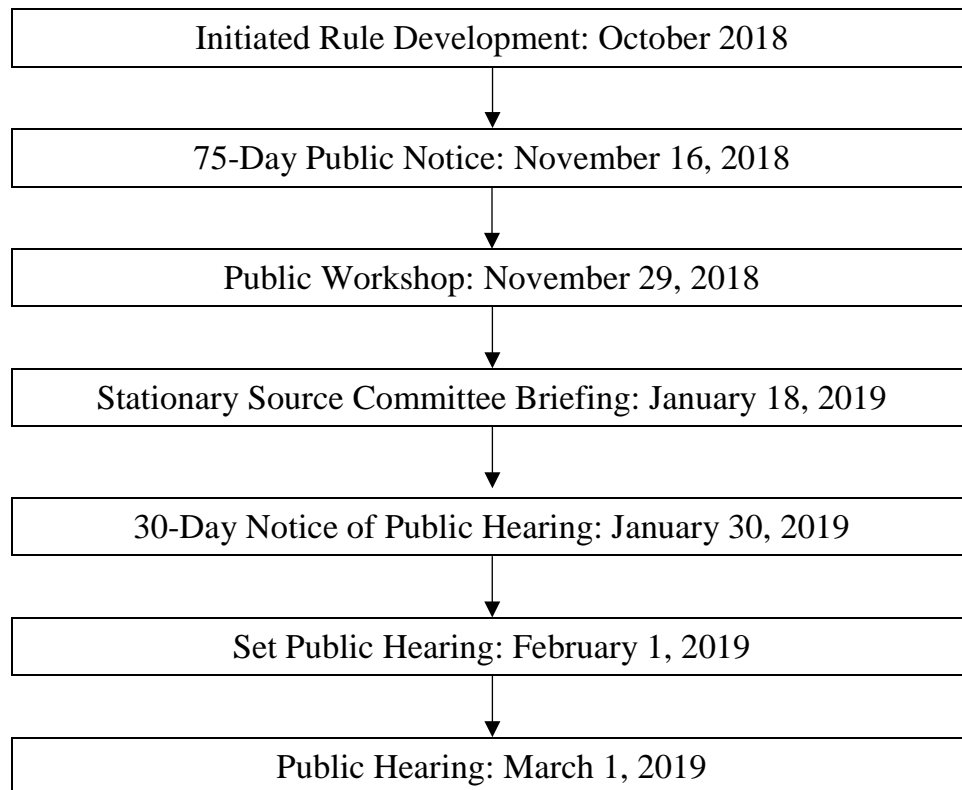 Initiated Rule Development: October 2018
75-Day Public Notice: November 16, 2018
Public Workshop: November 29, 2018
Stationary Source Committee Briefing: January 18, 2019
30-Day Notice of Public Hearing: January 30, 2019
Set Public Hearing: February 1, 2019
Public Hearing: March 1, 2019